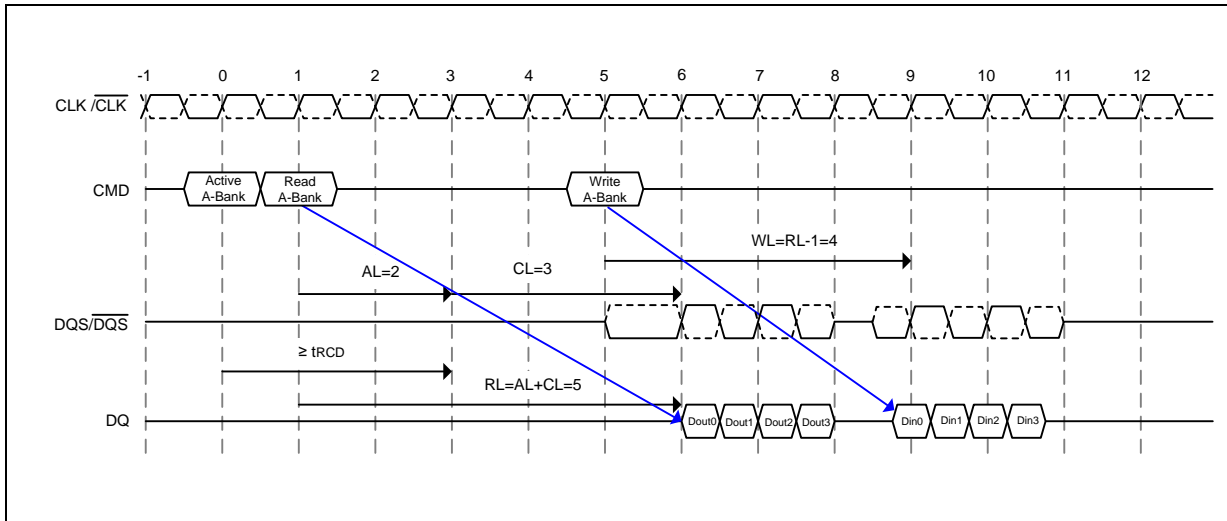 -1 0 1 2 3 4 5 6 7 8 9 10 11 12
CLK /C̅L̅K̅
CMD
Active
A-Bank
Read
A-Bank
Write
A-Bank
WL=RL-1=4
AL=2
CL=3
DQS/D̅Q̅S̅
≥ tRCD
RL=AL+CL=5
DQ
Dout0 Dout1 Dout2 Dout3
Din0 Din1 Din2 Din3